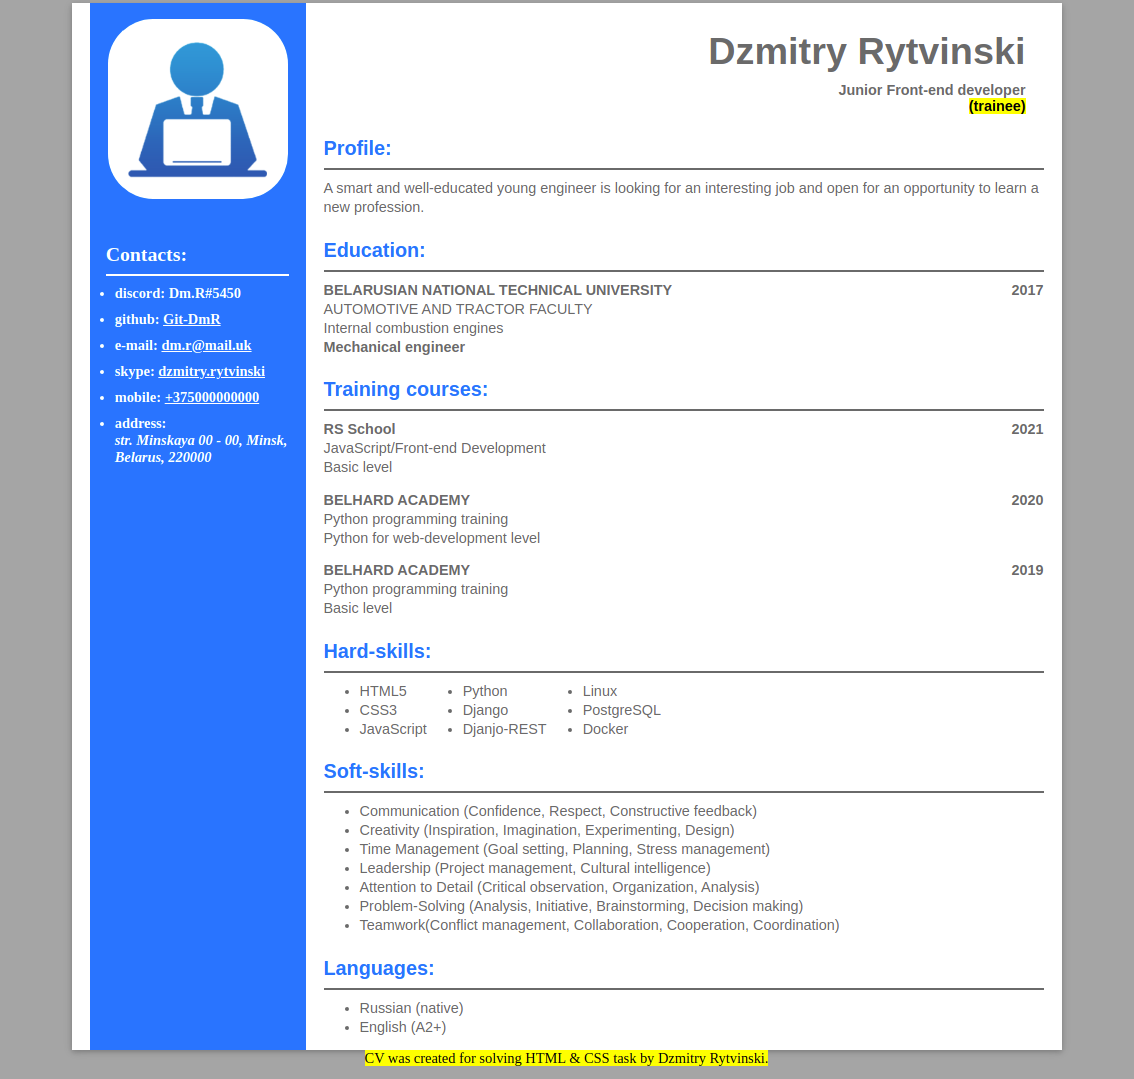 Dzmitry Rytvinski
Junior Front-end developer
(trainee)
Contacts:
discord: Dm.R#5450
github: Git-DmR
e-mail: dm.r@mail.uk
skype: dzmitry.rytvinski
mobile: +375000000000
address:
str. Minskaya 00 - 00, Minsk,
Belarus, 220000
Profile:
A smart and well-educated young engineer is looking for an interesting job and open for an opportunity to learn a
new profession.
Education:
BELARUSIAN NATIONAL TECHNICAL UNIVERSITY 2017
AUTOMOTIVE AND TRACTOR FACULTY
Internal combustion engines
Mechanical engineer
Training courses:
RS School 2021
JavaScript/Front-end Development
Basic level
BELHARD ACADEMY 2020
Python programming training
Python for web-development level
BELHARD ACADEMY 2019
Python programming training
Basic level
Hard-skills:
HTML5
CSS3
JavaScript
Python
Django
Djanjo-REST
Linux
PostgreSQL
Docker
Soft-skills:
Communication (Confidence, Respect, Constructive feedback)
Creativity (Inspiration, Imagination, Experimenting, Design)
Time Management (Goal setting, Planning, Stress management)
Leadership (Project management, Cultural intelligence)
Attention to Detail (Critical observation, Organization, Analysis)
Problem-Solving (Analysis, Initiative, Brainstorming, Decision making)
Teamwork(Conflict management, Collaboration, Cooperation, Coordination)
Languages:
Russian (native)
English (A2+)
CV was created for solving HTML & CSS task by Dzmitry Rytvinski.